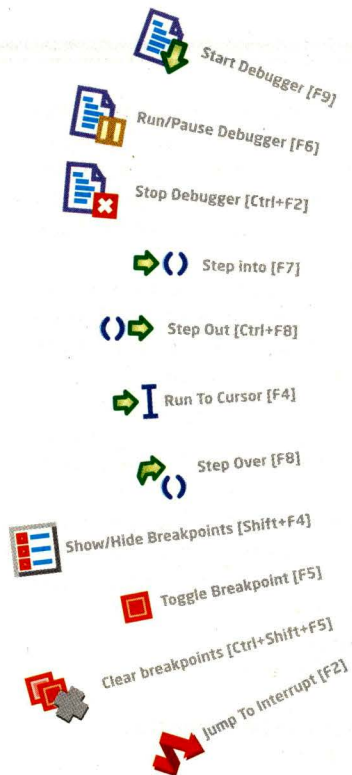 Start Debugger [F9]
Run/Pause Debugger [F6]
Stop Debugger [Ctrl+F2]
Step into [F7]
Step Out [Ctrl+F8]
Run To Cursor [F4]
Step Over [F8]
Show/Hide Breakpoints [Shift+F4]
Toggle Breakpoint [F5]
Clear breakpoints [Ctrl+Shift+F5]
Jump To Interrupt [F2]